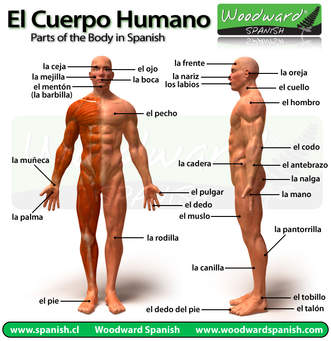 El Cuerpo Humano
Parts of the Body in Spanish
Woodward®
SPANISH
la ceja
la mejilla
el mentón
(la barbilla)
el ojo
la boca
el pecho
la muñeca
la palma
el pulgar
el dedo
la rodilla
el pie
la frente
la nariz
los labios
la oreja
el cuello
el hombro
el codo
el antebrazo
la cadera
la nalga
la mano
el muslo
la pantorrilla
la canilla
el tobillo
el dedo del pie
el talón
Woodward
SPANISH
www.spanish.cl Woodward Spanish www.woodwardspanish.com